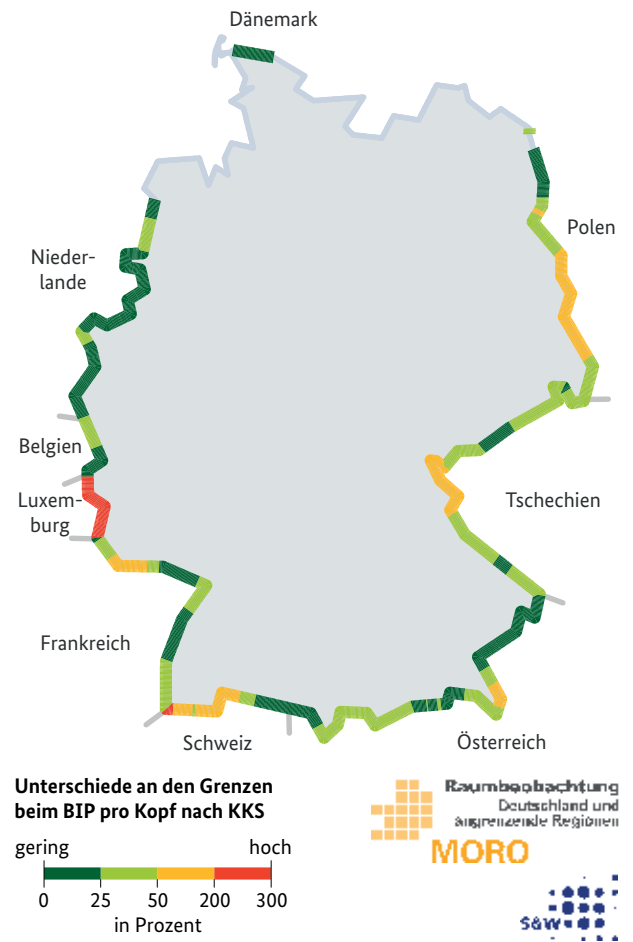 Dänemark
Polen
Nieder-
lande
Belgien
Luxem-
burg
Tschechien
Frankreich
Schweiz
Österreich
Unterschiede an den Grenzen
beim BIP pro Kopf nach KKS
gering hoch
0 25 50 200 300
in Prozent
Raumbeobachtung
Deutschland und
angrenzende Regionen
MORO
S&W